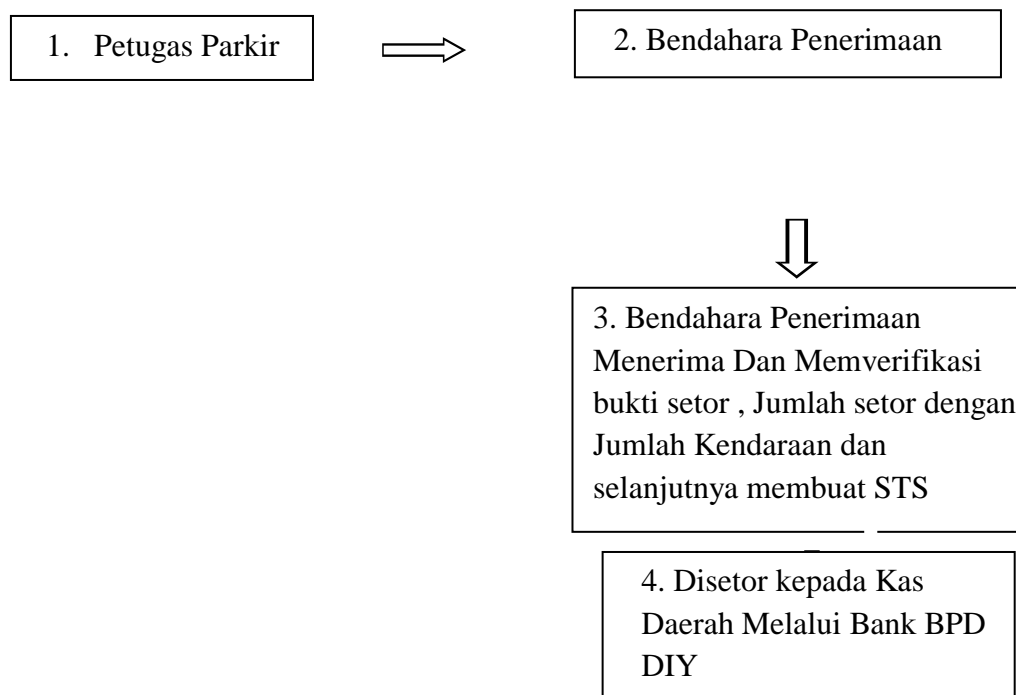 1. Petugas Parkir
2. Bendahara Penerimaan
3. Bendahara Penerimaan
Menerima Dan Memverifikasi
bukti setor , Jumlah setor dengan
Jumlah Kendaraan dan
selanjutnya membuat STS
4. Disetor kepada Kas
Daerah Melalui Bank BPD
DIY